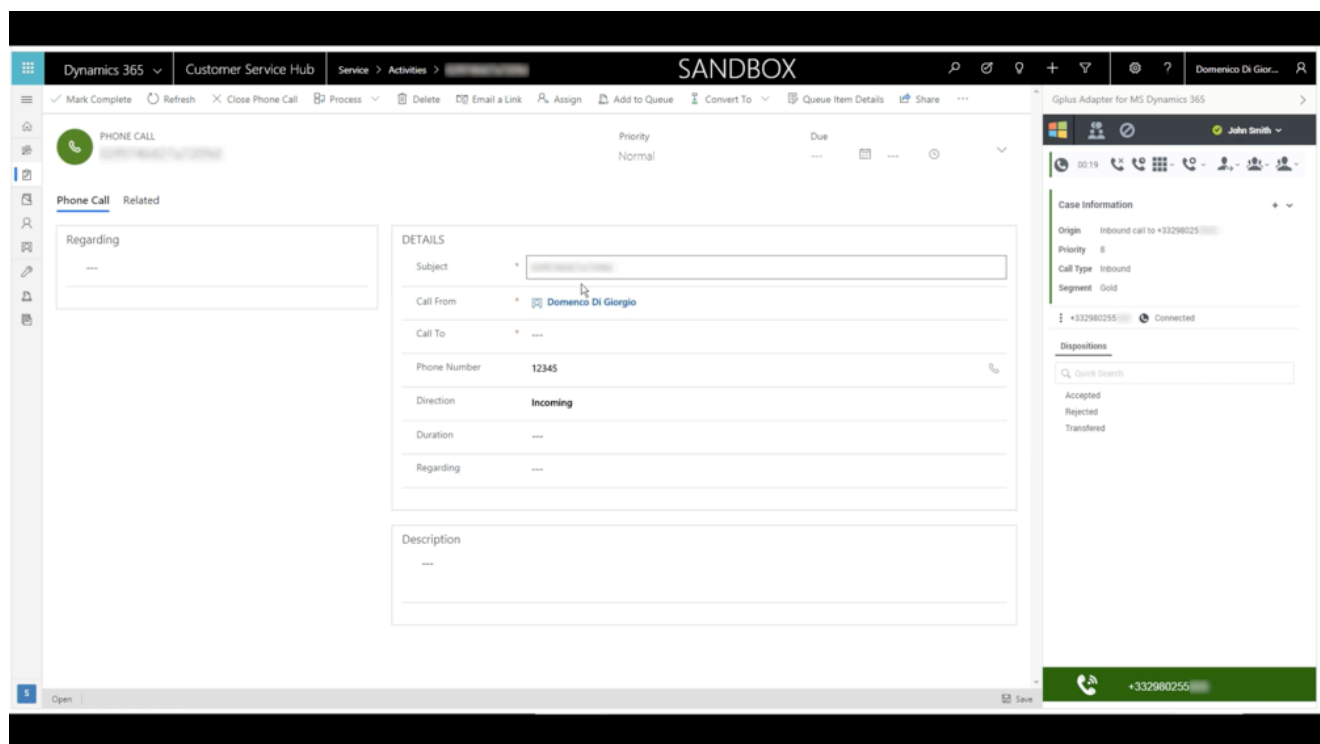 Dynamics 365 Customer Service Hub Service > Activities > SANDBOX ? Domenico Di Gior...
Mark Complete Refresh Close Phone Call Process Delete Email a Link Assign Add to Queue Convert To Queue Item Details Share ...
Gplus Adapter for MS Dynamics 365
PHONE CALL
Priority
Normal
Due
---
---
John Smith
00:19
Phone Call Related
Regarding
---
DETAILS
Subject *
Call From * Domenco Di Giorgio
Call To * ---
Phone Number 12345
Direction Incoming
Duration ---
Regarding ---
Description
---
Case Information
Origin Inbound call to +33298025
Priority 8
Call Type Inbound
Segment Gold
+332980255 Connected
Dispositions
Quick Search
Accepted
Rejected
Transfered
S
Open
Save
+332980255